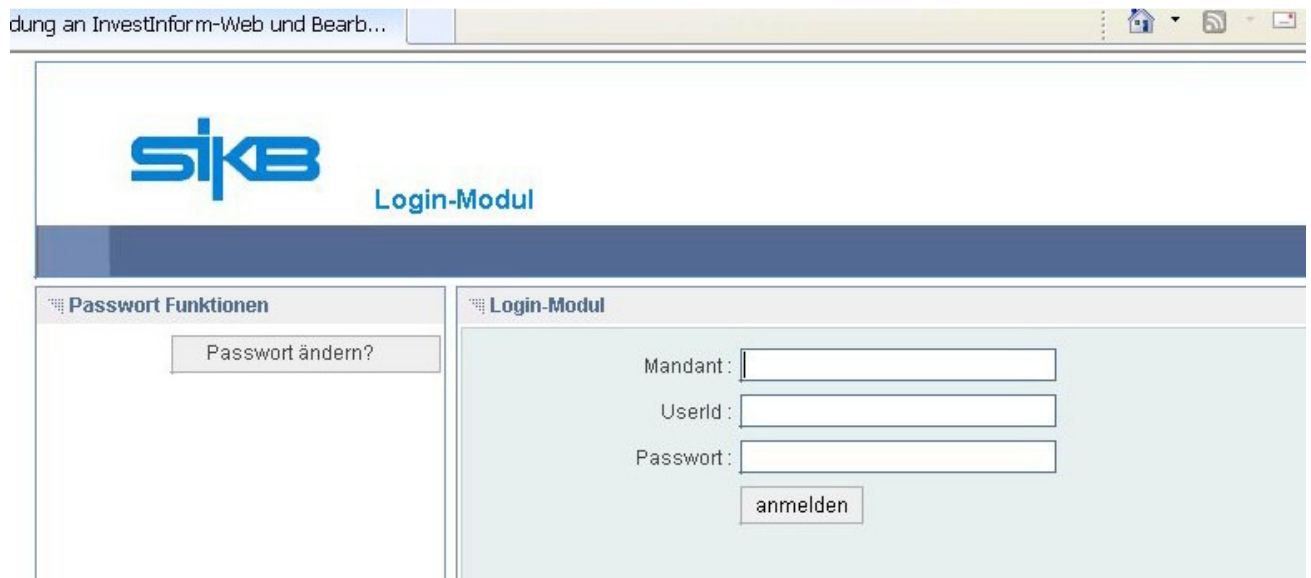 dung an InvestInform-Web und Bearb...
SIKB
Login-Modul
Passwort Funktionen
Passwort ändern?
Login-Modul
Mandant :
UserId :
Passwort :
anmelden